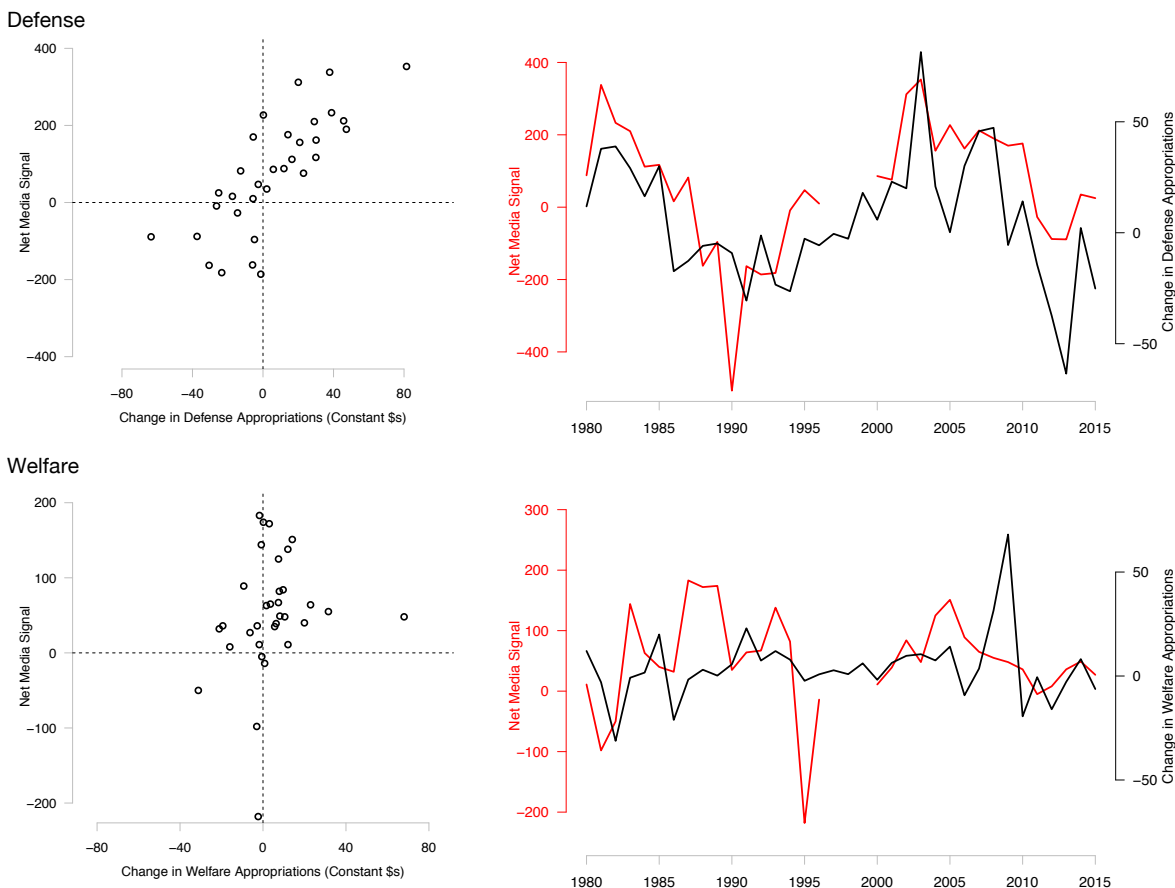 Defense
400
200
0
−200
−400
Net Media Signal
−80 −40 0 40 80
Change in Defense Appropriations (Constant $s)
400
200
0
−200
−400
Net Media Signal
50
0
−50
Change in Defense Appropriations
1980 1985 1990 1995 2000 2005 2010 2015
Welfare
200
100
0
−100
−200
Net Media Signal
−80 −40 0 40 80
Change in Welfare Appropriations (Constant $s)
300
200
100
0
−100
−200
Net Media Signal
50
0
−50
Change in Welfare Appropriations
1980 1985 1990 1995 2000 2005 2010 2015